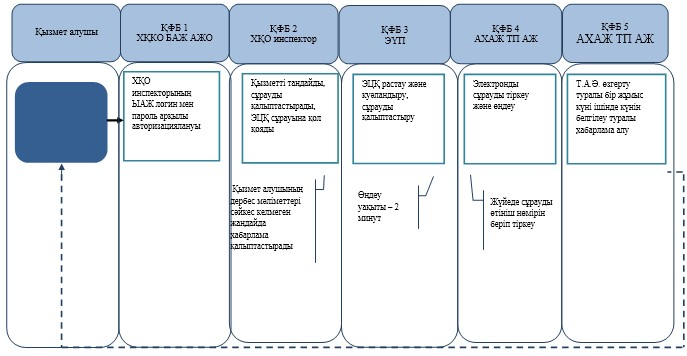 Қызмет алушы
ҚФБ 1
ХҚКО БАЖ АЖО
ҚФБ 2
ХҚО инспектор
ҚФБ 3
ЭҮП
ҚФБ 4
АХАЖ ТП АЖ
ҚФБ 5
АХАЖ ТП АЖ
ХҚО
инспекторының
ЫАЖ логин мен
пароль арқылы
авторизациялануы
Қызметті таңдайды,
сұрауды
қалыптастырады,
ЭЦҚ сұрауына қол
қояды
ЭЦҚ растау және
куәландыру,
сұрауды
қалыптастыру
Электронды
сұрауды тіркеу
және өңдеу
Т.А.Ә. өзгерту
туралы бір жұмыс
күні ішінде күнін
белгілеу туралы
хабарлама алу
Қызмет алушының
дербес мәліметтері
сәйкес келмеген
жағдайда
хабарлама
қалыптастырады
Өңдеу
уақыты – 2
минут
Жүйеде сұрауды
өтініш нөмірін
беріп тіркеу